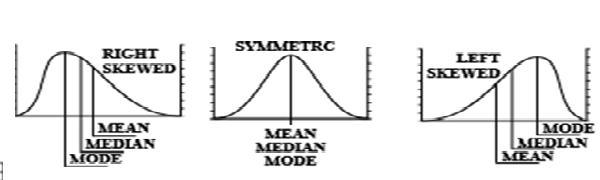 RIGHT
SKEWED
MEAN
MEDIAN
MODE
SYMMETRC
MEAN
MEDIAN
MODE
LEFT
SKEWED
MODE
MEDIAN
MEAN